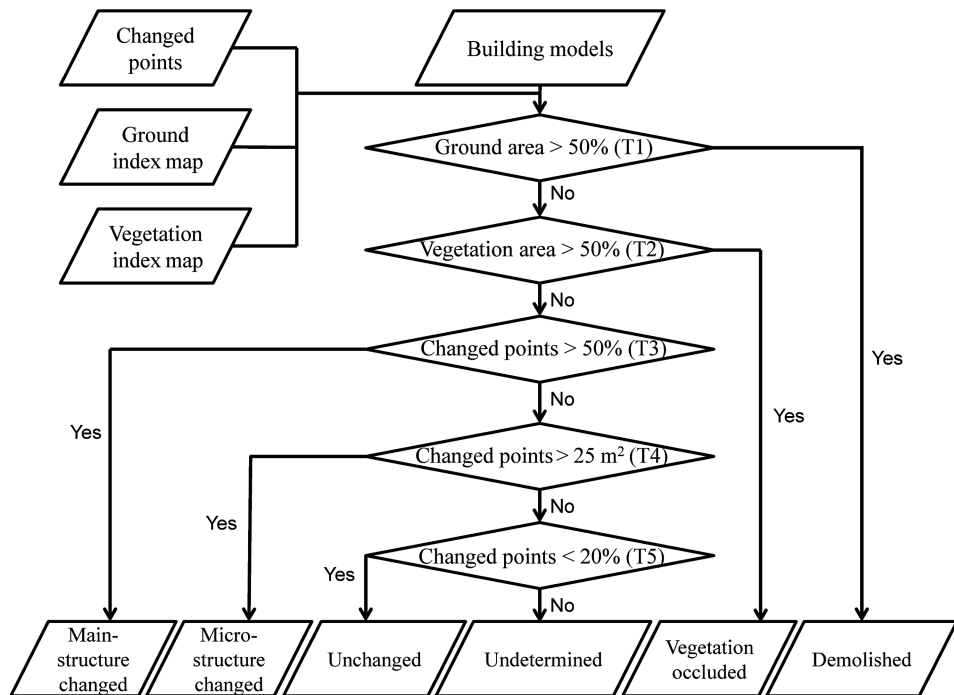 Changed
points
Building models
Ground
index map
Ground area > 50% (T1)
No
Vegetation
index map
Vegetation area > 50% (T2)
No
Changed points > 50% (T3)
Yes
No
Yes
Yes
Changed points > 25 m² (T4)
Yes
No
Changed points < 20% (T5)
Yes
No
Main-
structure
changed
Micro-
structure
changed
Unchanged
Undetermined
Vegetation
occluded
Demolished